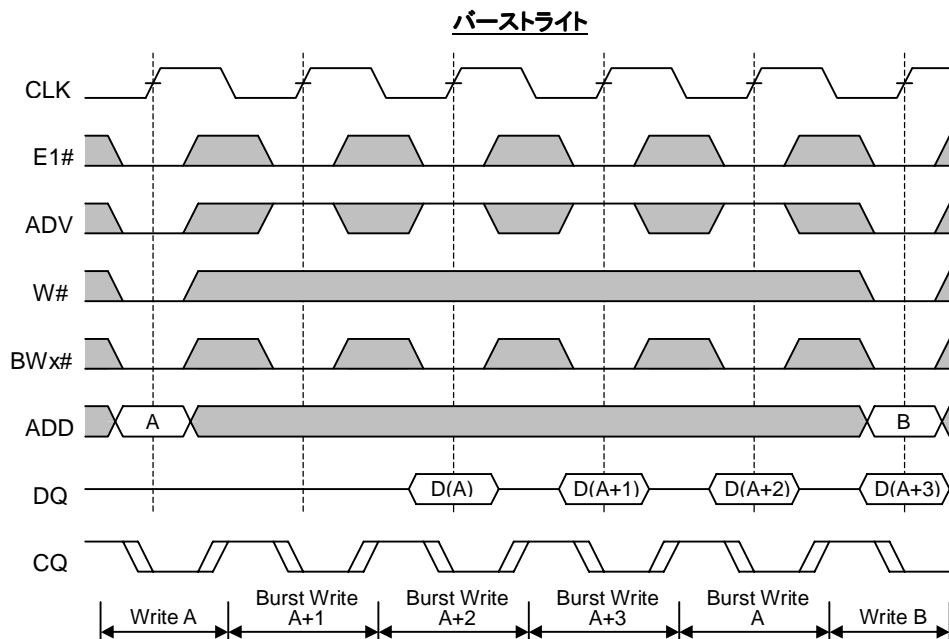 バーストライト
CLK
E1#
ADV
W#
BWx#
ADD
A
B
DQ
D(A)
D(A+1)
D(A+2)
D(A+3)
CQ
Write A
Burst Write
A+1
Burst Write
A+2
Burst Write
A+3
Burst Write
A
Write B